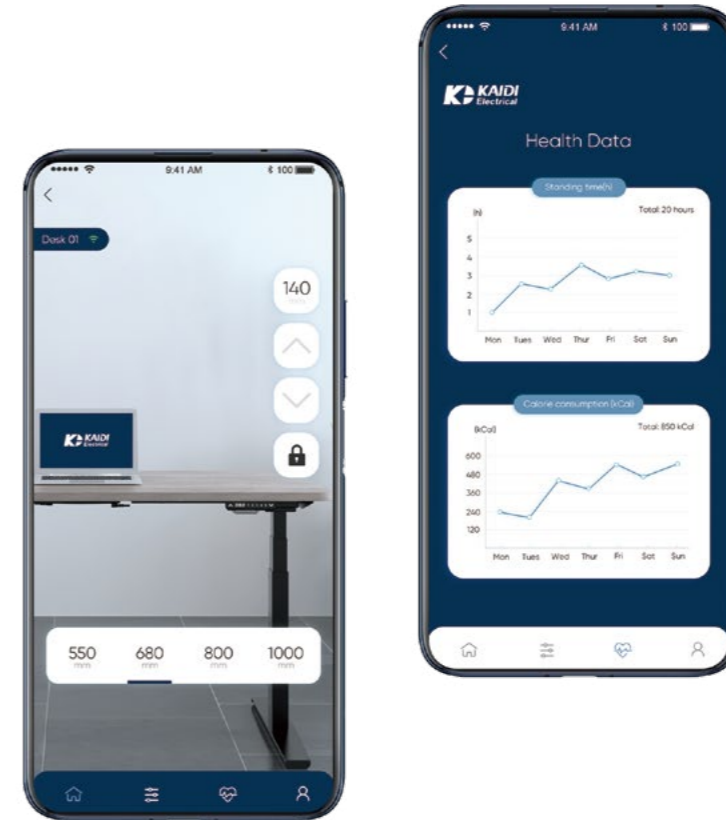 9:41 AM
100
Desk 01
140
mm
KAIDI
Electrical
550
mm
680
mm
800
mm
1000
mm
9:41 AM
100
KAIDI
Electrical
Health Data
Standing time(h)
(h)
Total: 20 hours
5
4
3
2
1
Mon Tues Wed Thur Fri Sat Sun
Calorie consumption (kCal)
(kCal)
Total: 850 kCal
600
480
360
240
120
Mon Tues Wed Thur Fri Sat Sun